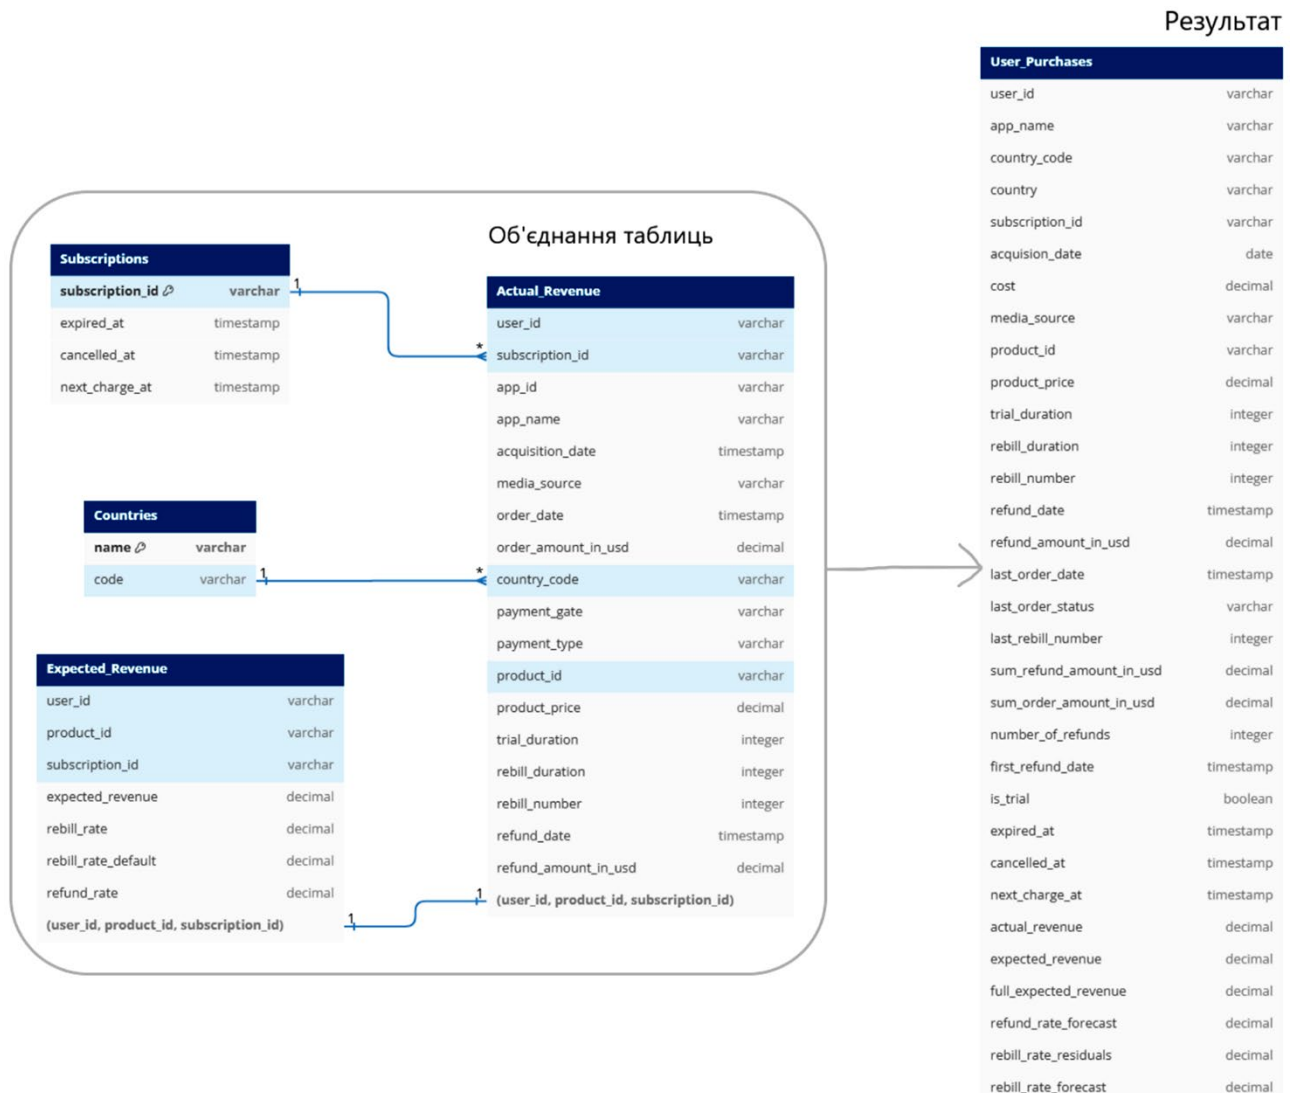 Результат
Об'єднання таблиць
Subscriptions
subscription_id varchar
expired_at timestamp
cancelled_at timestamp
next_charge_at timestamp
1
*
Countries
name varchar
code varchar
1
*
Expected_Revenue
user_id varchar
product_id varchar
subscription_id varchar
expected_revenue decimal
rebill_rate decimal
rebill_rate_default decimal
refund_rate decimal
(user_id, product_id, subscription_id)
1
1
Actual_Revenue
user_id varchar
subscription_id varchar
app_id varchar
app_name varchar
acquisition_date timestamp
media_source varchar
order_date timestamp
order_amount_in_usd decimal
country_code varchar
payment_gate varchar
payment_type varchar
product_id varchar
product_price decimal
trial_duration integer
rebill_duration integer
rebill_number integer
refund_date timestamp
refund_amount_in_usd decimal
(user_id, product_id, subscription_id)
User_Purchases
user_id varchar
app_name varchar
country_code varchar
country varchar
subscription_id varchar
acquision_date date
cost decimal
media_source varchar
product_id varchar
product_price decimal
trial_duration integer
rebill_duration integer
rebill_number integer
refund_date timestamp
refund_amount_in_usd decimal
last_order_date timestamp
last_order_status varchar
last_rebill_number integer
sum_refund_amount_in_usd decimal
sum_order_amount_in_usd decimal
number_of_refunds integer
first_refund_date timestamp
is_trial boolean
expired_at timestamp
cancelled_at timestamp
next_charge_at timestamp
actual_revenue decimal
expected_revenue decimal
full_expected_revenue decimal
refund_rate_forecast decimal
rebill_rate_residuals decimal
rebill_rate_forecast decimal